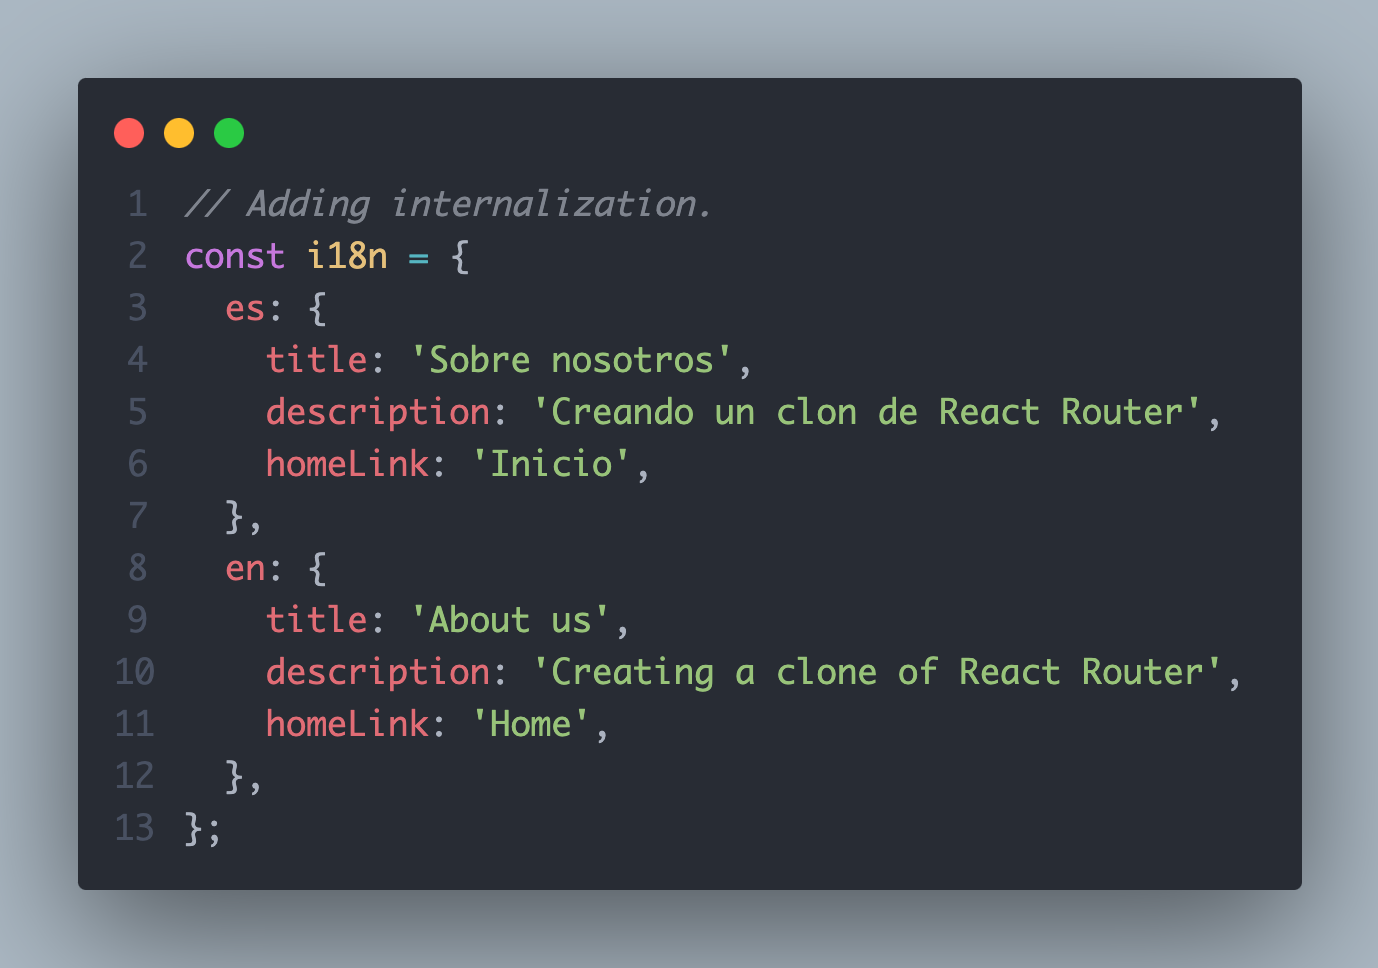 1 // Adding internalization.
2 const i18n = {
3   es: {
4     title: 'Sobre nosotros',
5     description: 'Creando un clon de React Router',
6     homeLink: 'Inicio',
7   },
8   en: {
9     title: 'About us',
10     description: 'Creating a clone of React Router',
11     homeLink: 'Home',
12   },
13 };